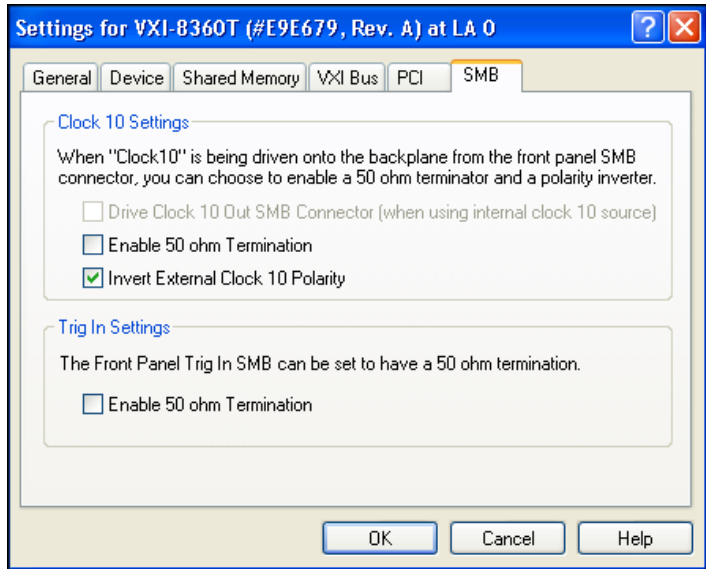 Settings for VXI-8360T (#E9E679, Rev. A) at LA 0
General Device Shared Memory VXI Bus PCI SMB
Clock 10 Settings
When "Clock10" is being driven onto the backplane from the front panel SMB
connector, you can choose to enable a 50 ohm terminator and a polarity inverter.
Drive Clock 10 Out SMB Connector (when using internal clock 10 source)
Enable 50 ohm Termination
Invert External Clock 10 Polarity
Trig In Settings
The Front Panel Trig In SMB can be set to have a 50 ohm termination.
Enable 50 ohm Termination
OK Cancel Help